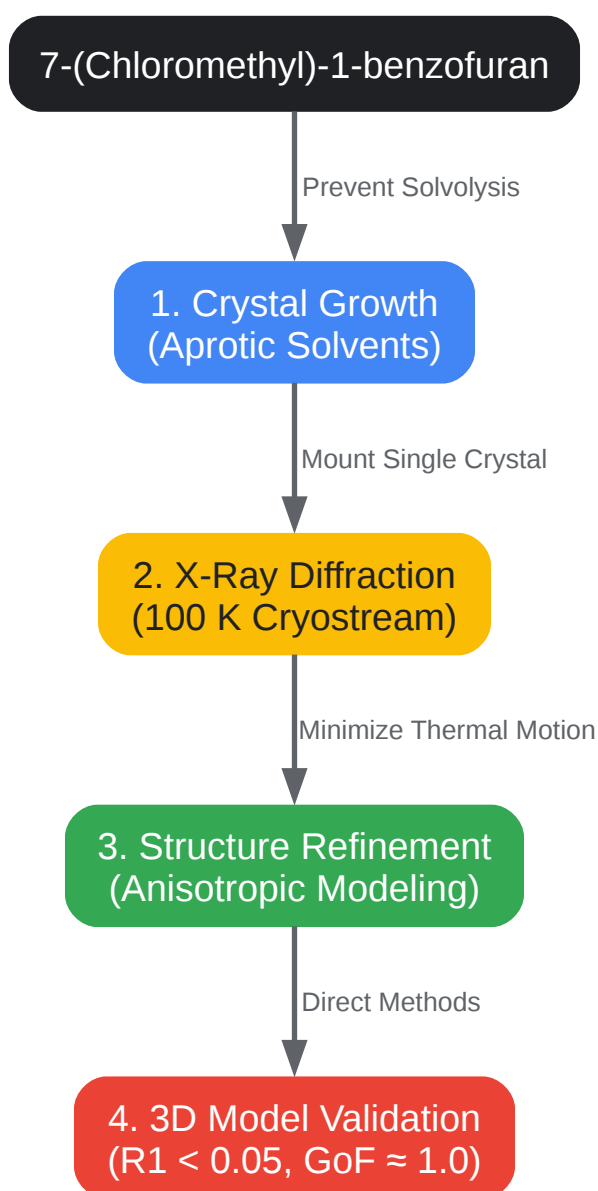 7-(Chloromethyl)-1-benzofuran
Prevent Solvolysis
1. Crystal Growth
(Aprotic Solvents)
Mount Single Crystal
2. X-Ray Diffraction
(100 K Cryostream)
Minimize Thermal Motion
3. Structure Refinement
(Anisotropic Modeling)
Direct Methods
4. 3D Model Validation
(R1 < 0.05, GoF ≈ 1.0)